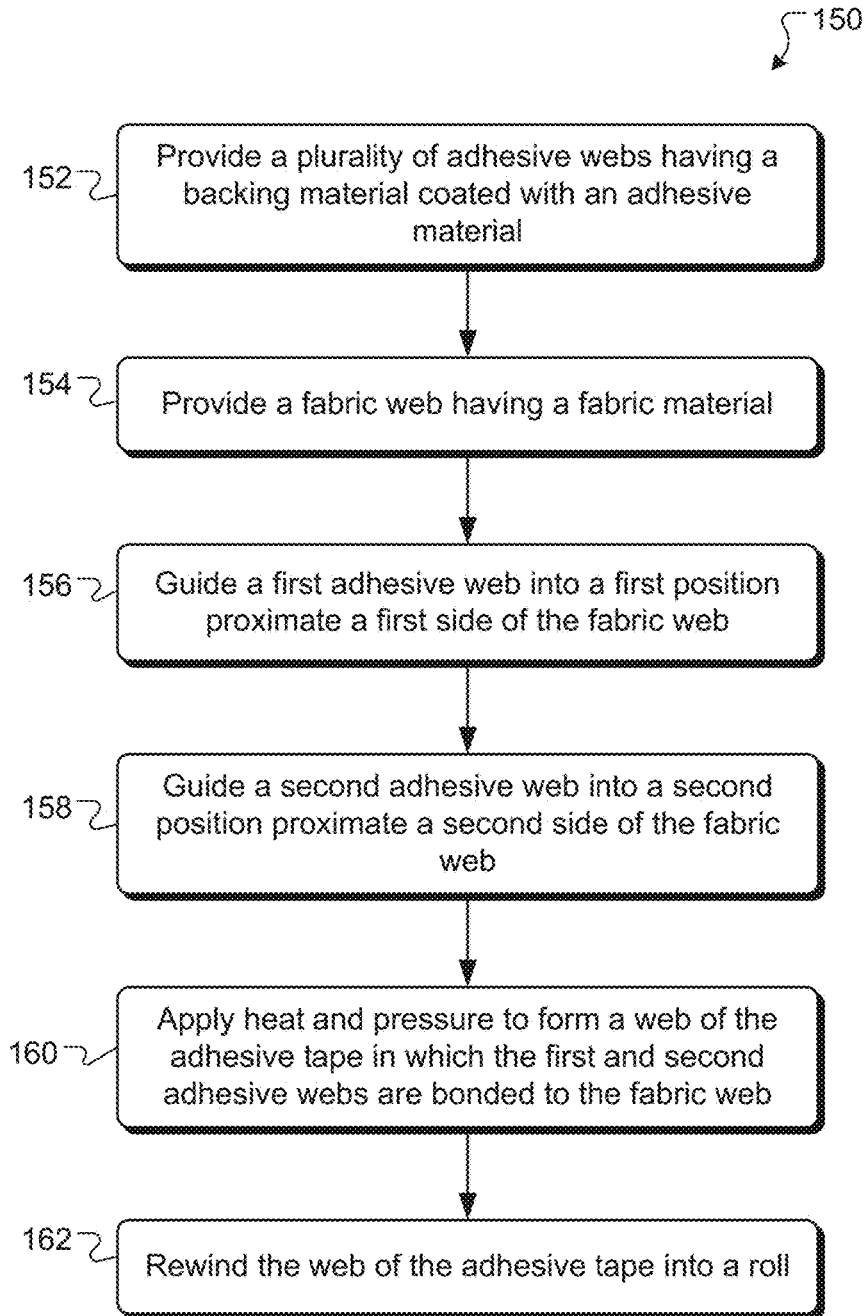 150
152
Provide a plurality of adhesive webs having a
backing material coated with an adhesive
material
154
Provide a fabric web having a fabric material
156
Guide a first adhesive web into a first position
proximate a first side of the fabric web
158
Guide a second adhesive web into a second
position proximate a second side of the fabric
web
160
Apply heat and pressure to form a web of the
adhesive tape in which the first and second
adhesive webs are bonded to the fabric web
162
Rewind the web of the adhesive tape into a roll